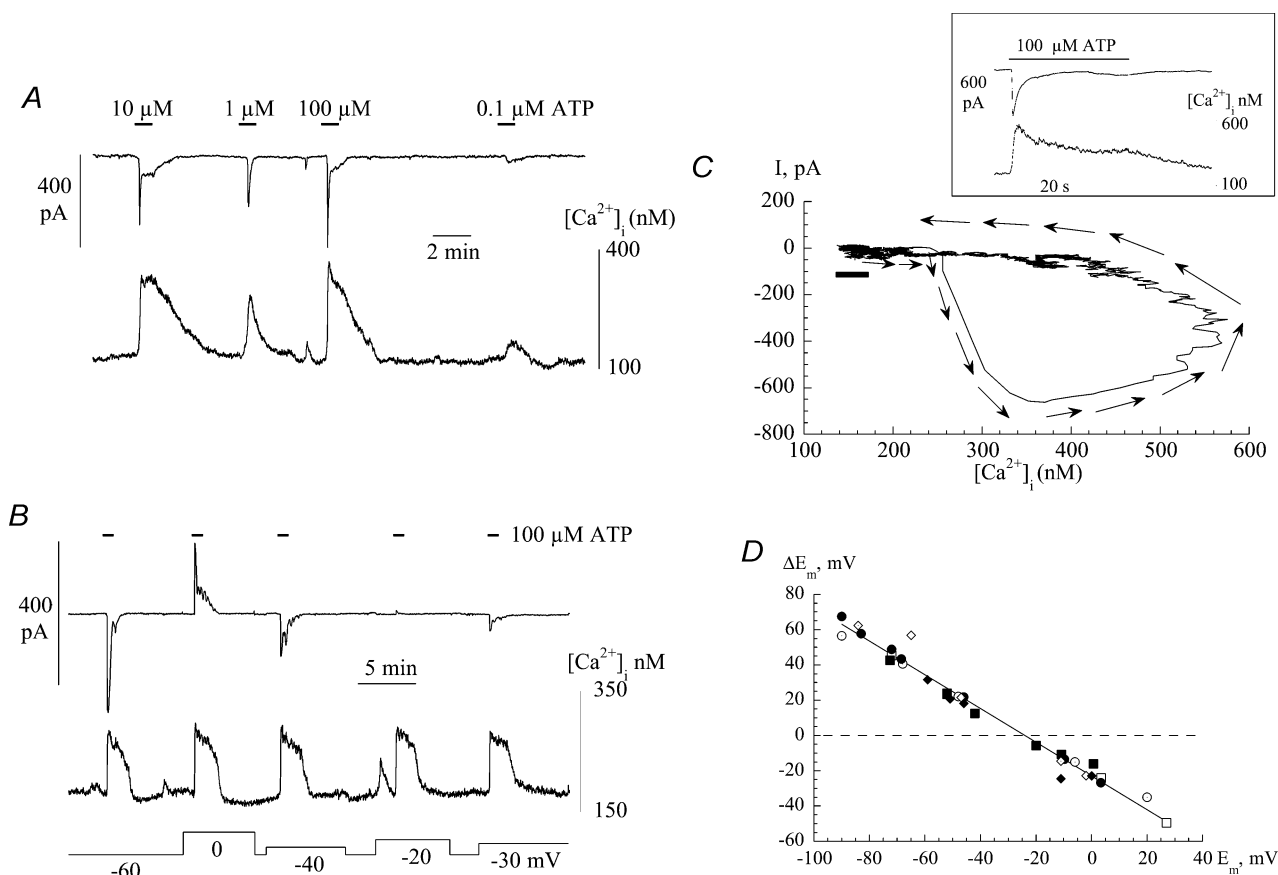 A
10 µM 1 µM 100 µM 0.1 µM ATP
400 pA
2 min
[Ca2+]i (nM)
400
100
B
100 µM ATP
400 pA
5 min
[Ca2+]i nM
350
150
-60 0 -40 -20 -30 mV
100 µM ATP
600 pA
[Ca2+]i nM
600
20 s
100
C
I, pA
200
0
-200
-400
-600
-800
100 200 300 400 500 600
[Ca2+]i (nM)
D
ΔEm, mV
80
60
40
20
0
-20
-40
-60
-100 -80 -60 -40 -20 0 20 40 Em, mV